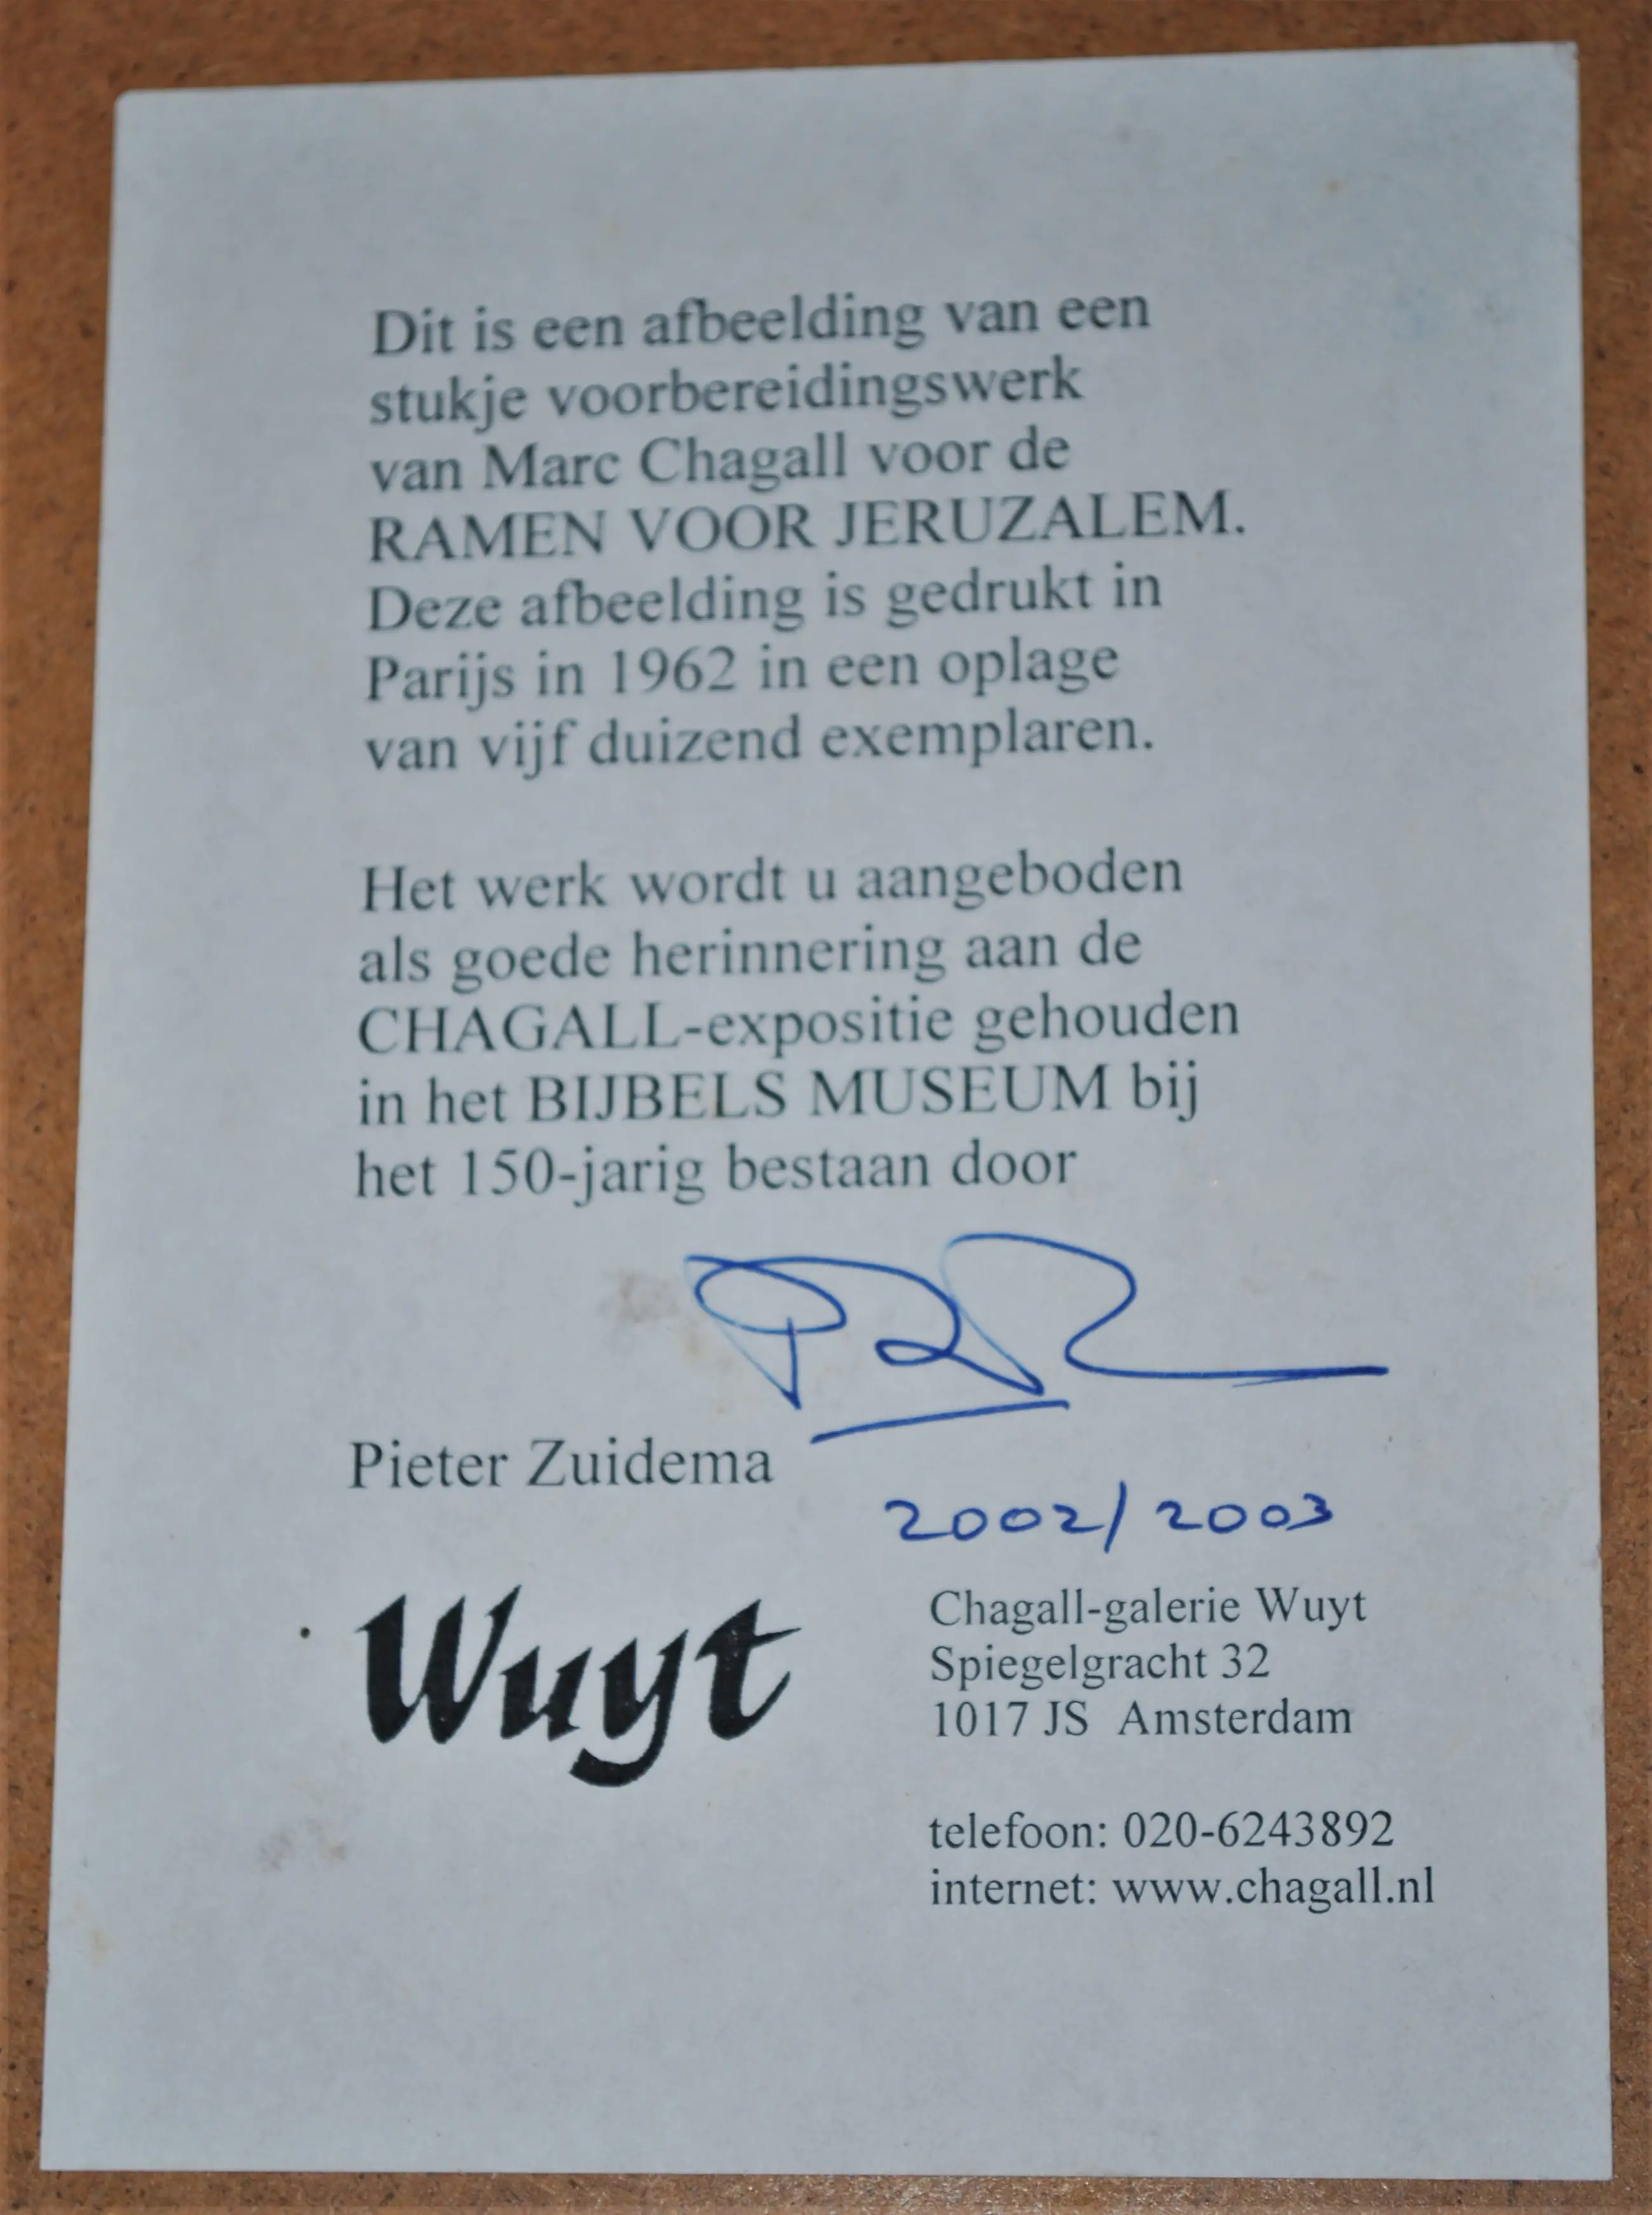 Dit is een afbeelding van een
stukje voorbereidingswerk
van Marc Chagall voor de
RAMEN VOOR JERUZALEM.
Deze afbeelding is gedrukt in
Parijs in 1962 in een oplage
van vijf duizend exemplaren.
Het werk wordt u aangeboden
als goede herinnering aan de
CHAGALL-expositie gehouden
in het BIJBELS MUSEUM bij
het 150-jarig bestaan door
Pieter Zuidema
2002/2003
Wuyt
Chagall-galerie Wuyt
Spiegelgracht 32
1017 JS Amsterdam
telefoon: 020-6243892
internet: www.chagall.nl